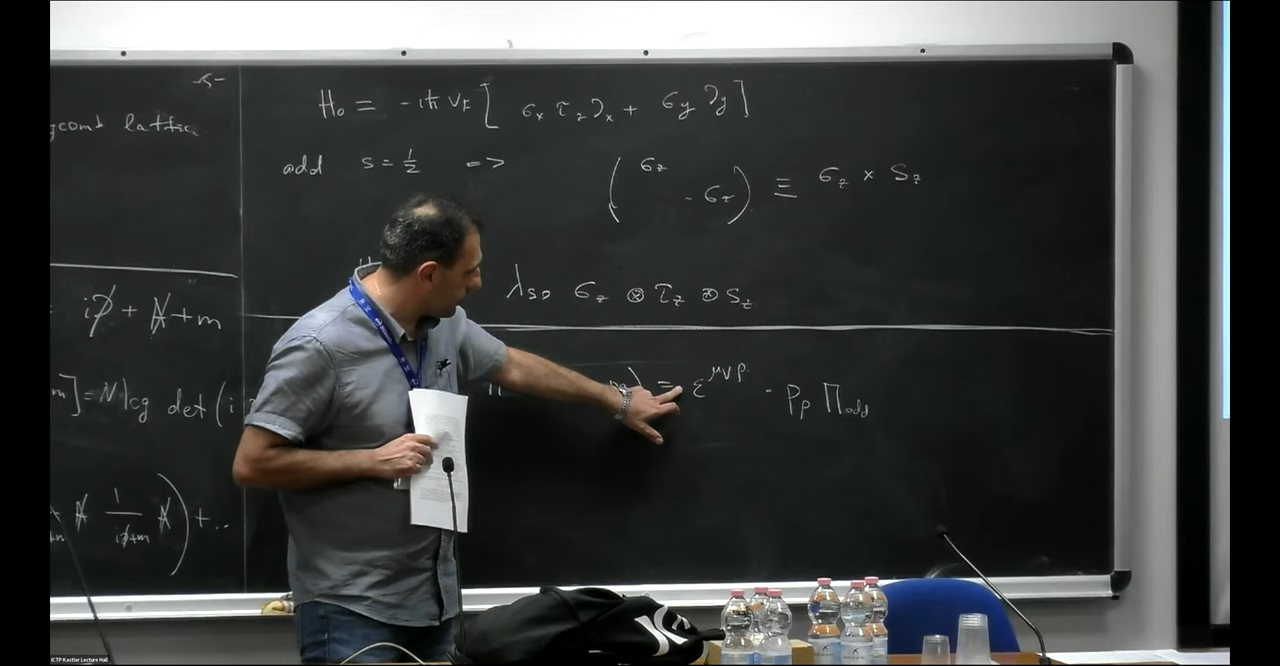 -5-
lattice
= i∂̸ + A̸ + m
m] = N log det (i
A̸ 1/(i∂̸+m) A̸ ) + ...
H₀ = -iħ v_F [ σ_x τ_z ∂_x + σ_y ∂_y ]
add s = 1/2 => ( σ_z  -σ_z ) ≡ σ_z × S_z
λ_so σ_z ⊗ τ_z ⊗ S_z
) = ε^{μνρ} p_ρ Π_odd
ICTP Kastler Lecture Hall